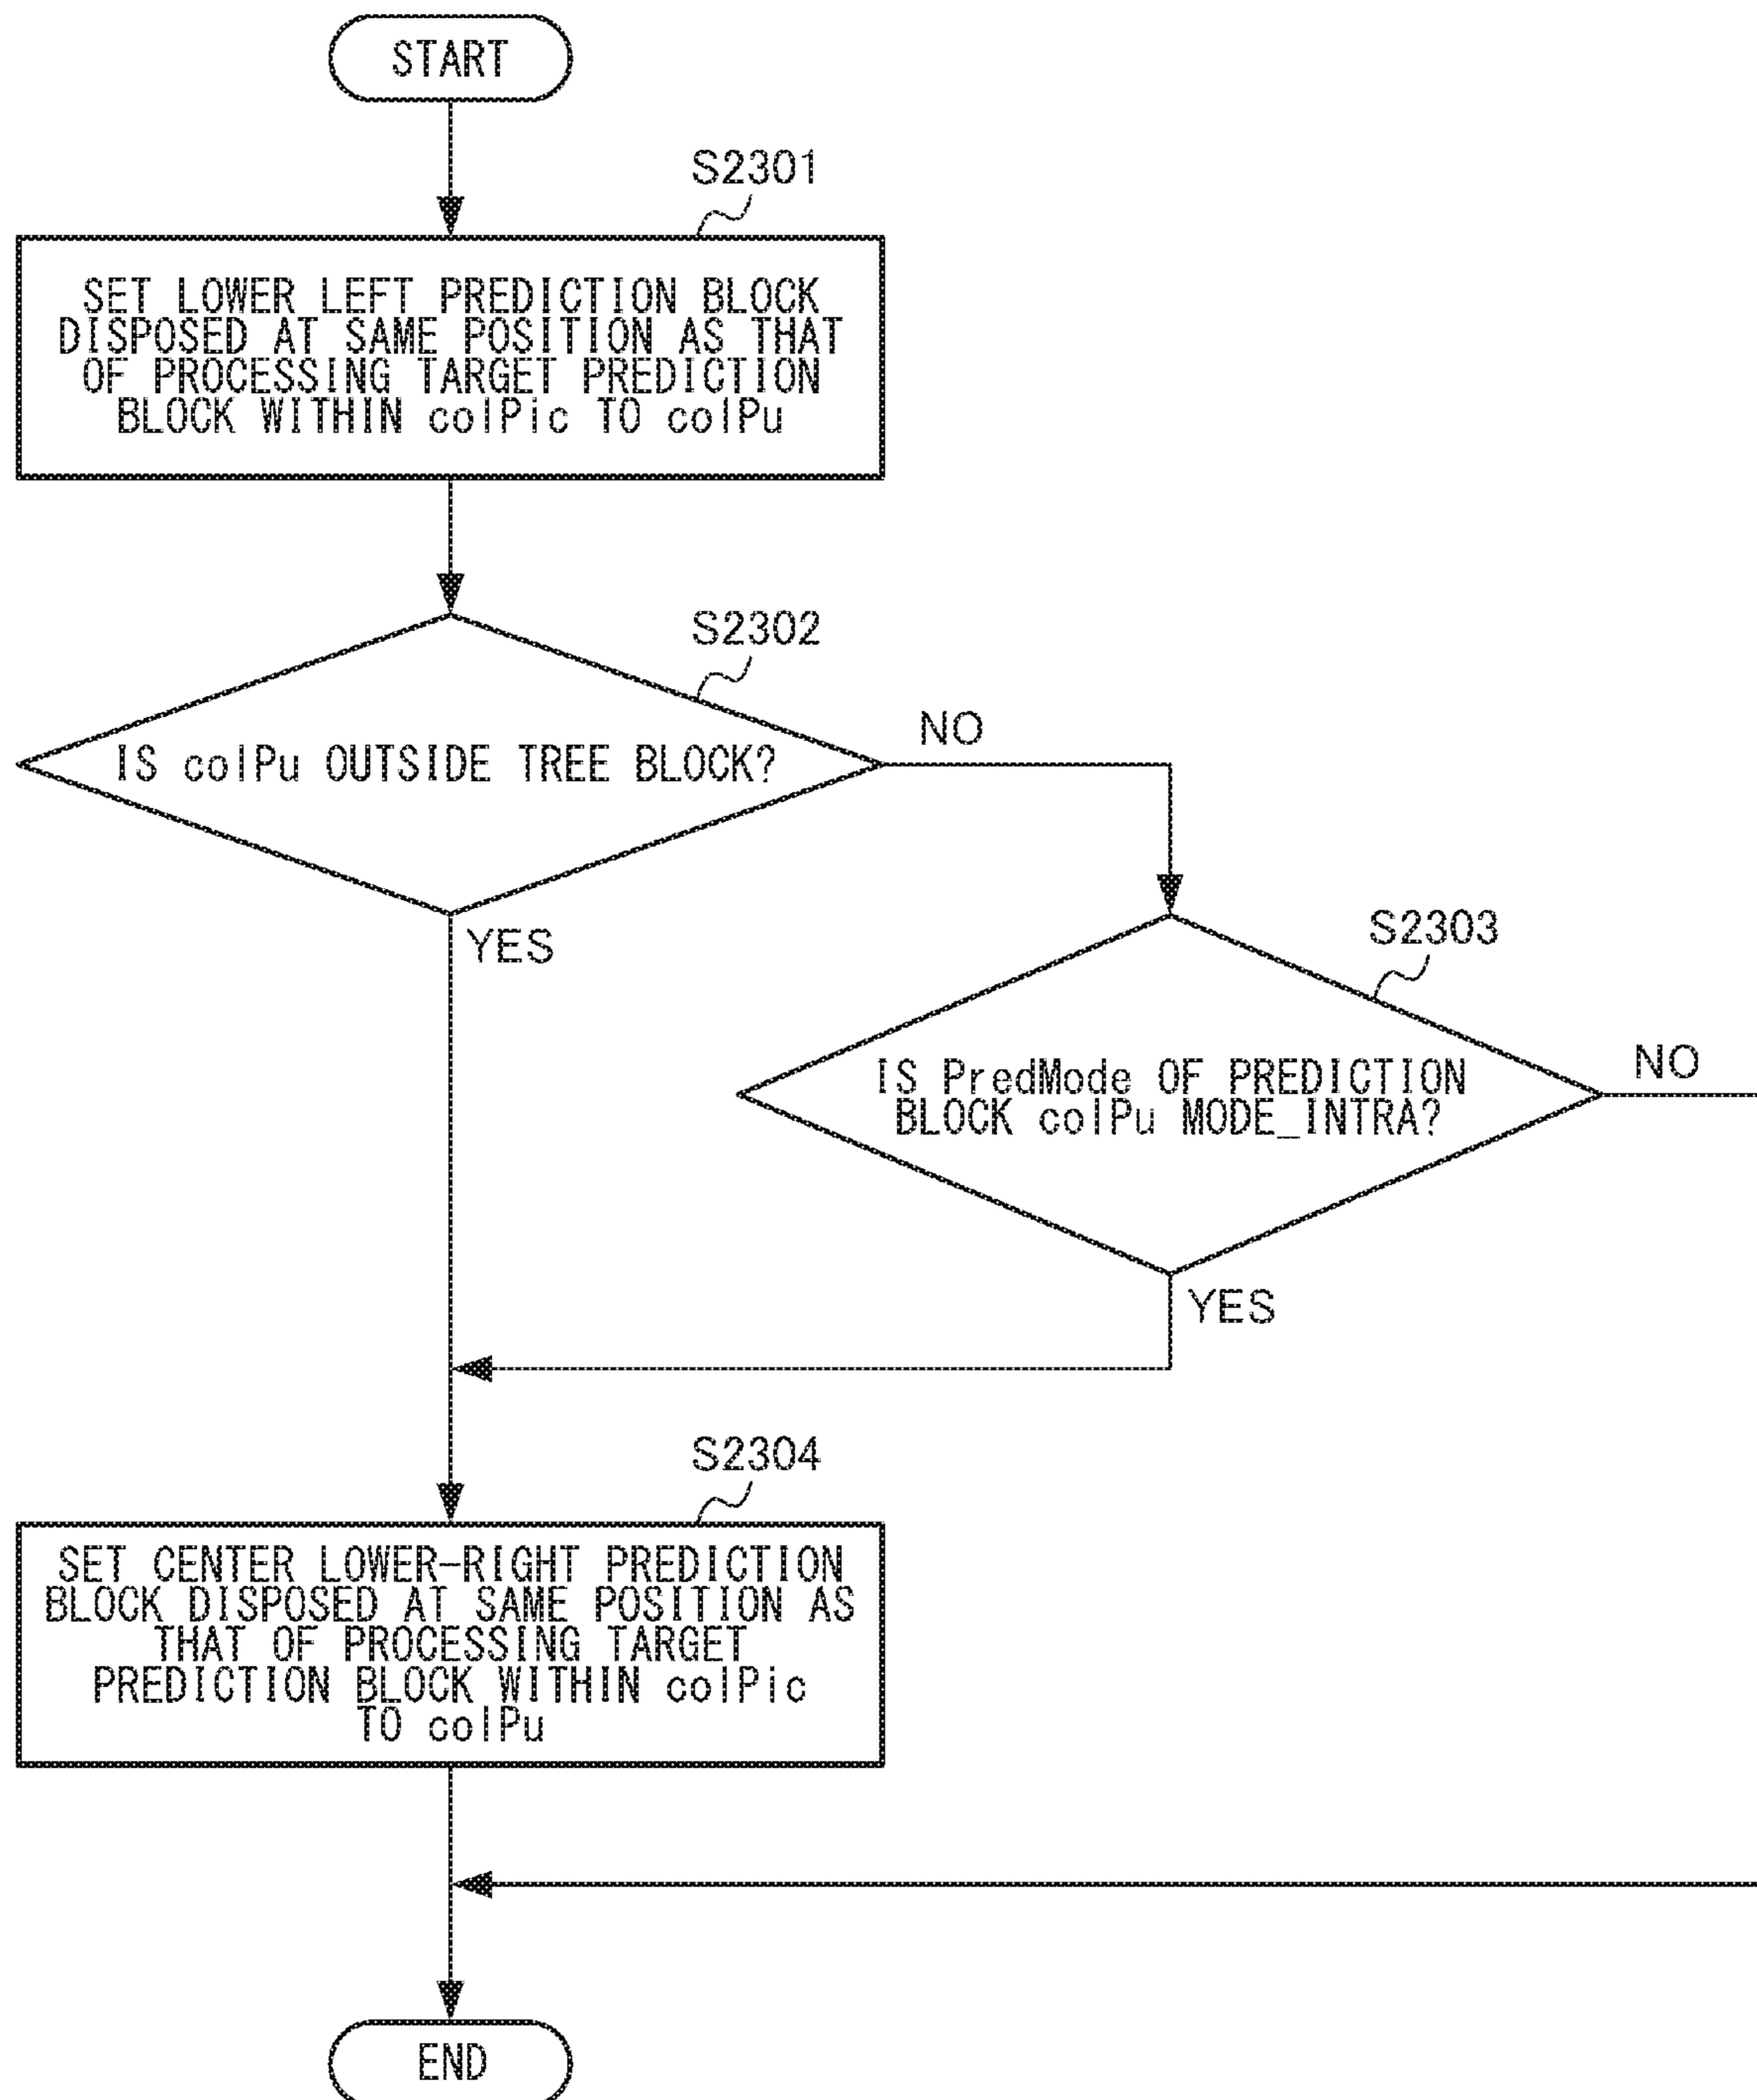 START
S2301
SET LOWER LEFT PREDICTION BLOCK
DISPOSED AT SAME POSITION AS THAT
OF PROCESSING TARGET PREDICTION
BLOCK WITHIN colPic TO colPu
S2302
IS colPu OUTSIDE TREE BLOCK?
NO
YES
S2303
IS PredMode OF PREDICTION
BLOCK colPu MODE_INTRA?
NO
YES
S2304
SET CENTER LOWER-RIGHT PREDICTION
BLOCK DISPOSED AT SAME POSITION AS
THAT OF PROCESSING TARGET
PREDICTION BLOCK WITHIN colPic
TO colPu
END